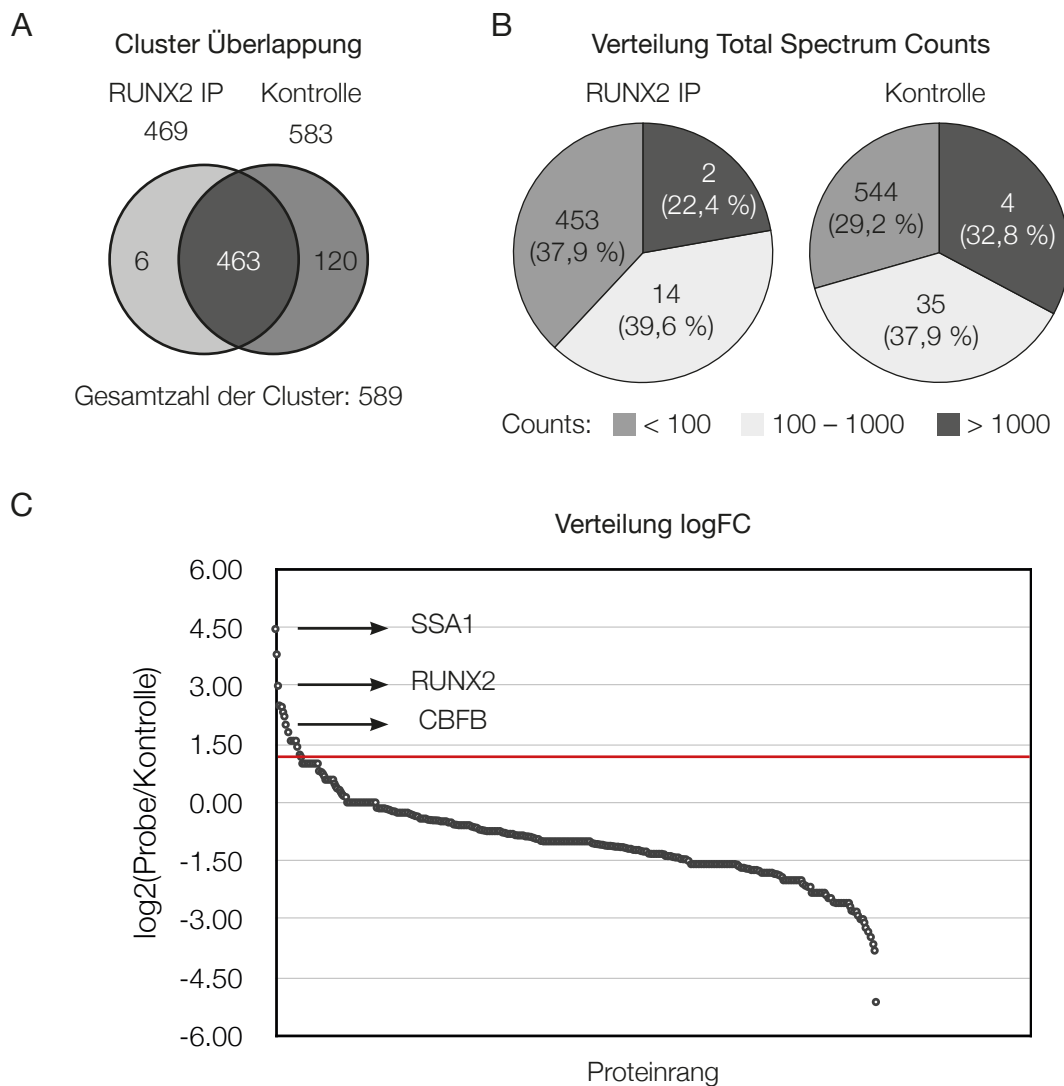 A
Cluster Überlappung
RUNX2 IP
Kontrolle
469
583
6
463
120
Gesamtzahl der Cluster: 589
B
Verteilung Total Spectrum Counts
RUNX2 IP
Kontrolle
2
(22,4 %)
453
(37,9 %)
14
(39,6 %)
544
(29,2 %)
4
(32,8 %)
35
(37,9 %)
Counts: < 100 100 – 1000 > 1000
C
Verteilung logFC
log2(Probe/Kontrolle)
6.00
4.50
3.00
1.50
0.00
-1.50
-3.00
-4.50
-6.00
SSA1
RUNX2
CBFB
Proteinrang